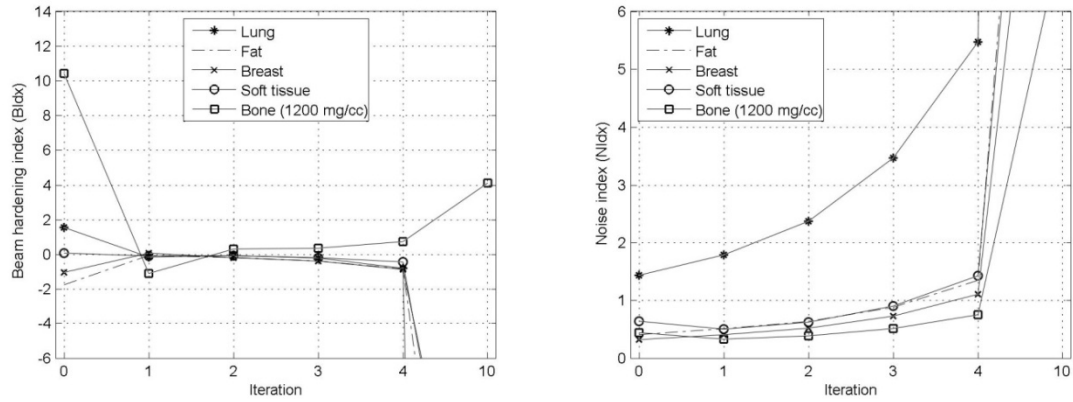 14
12
10
8
6
4
2
0
-2
-4
-6
Beam hardening index (BIdx)
Lung
Fat
Breast
Soft tissue
Bone (1200 mg/cc)
0 1 2 3 4 10
Iteration
6
5
4
3
2
1
0
Noise index (NIdx)
Lung
Fat
Breast
Soft tissue
Bone (1200 mg/cc)
0 1 2 3 4 10
Iteration